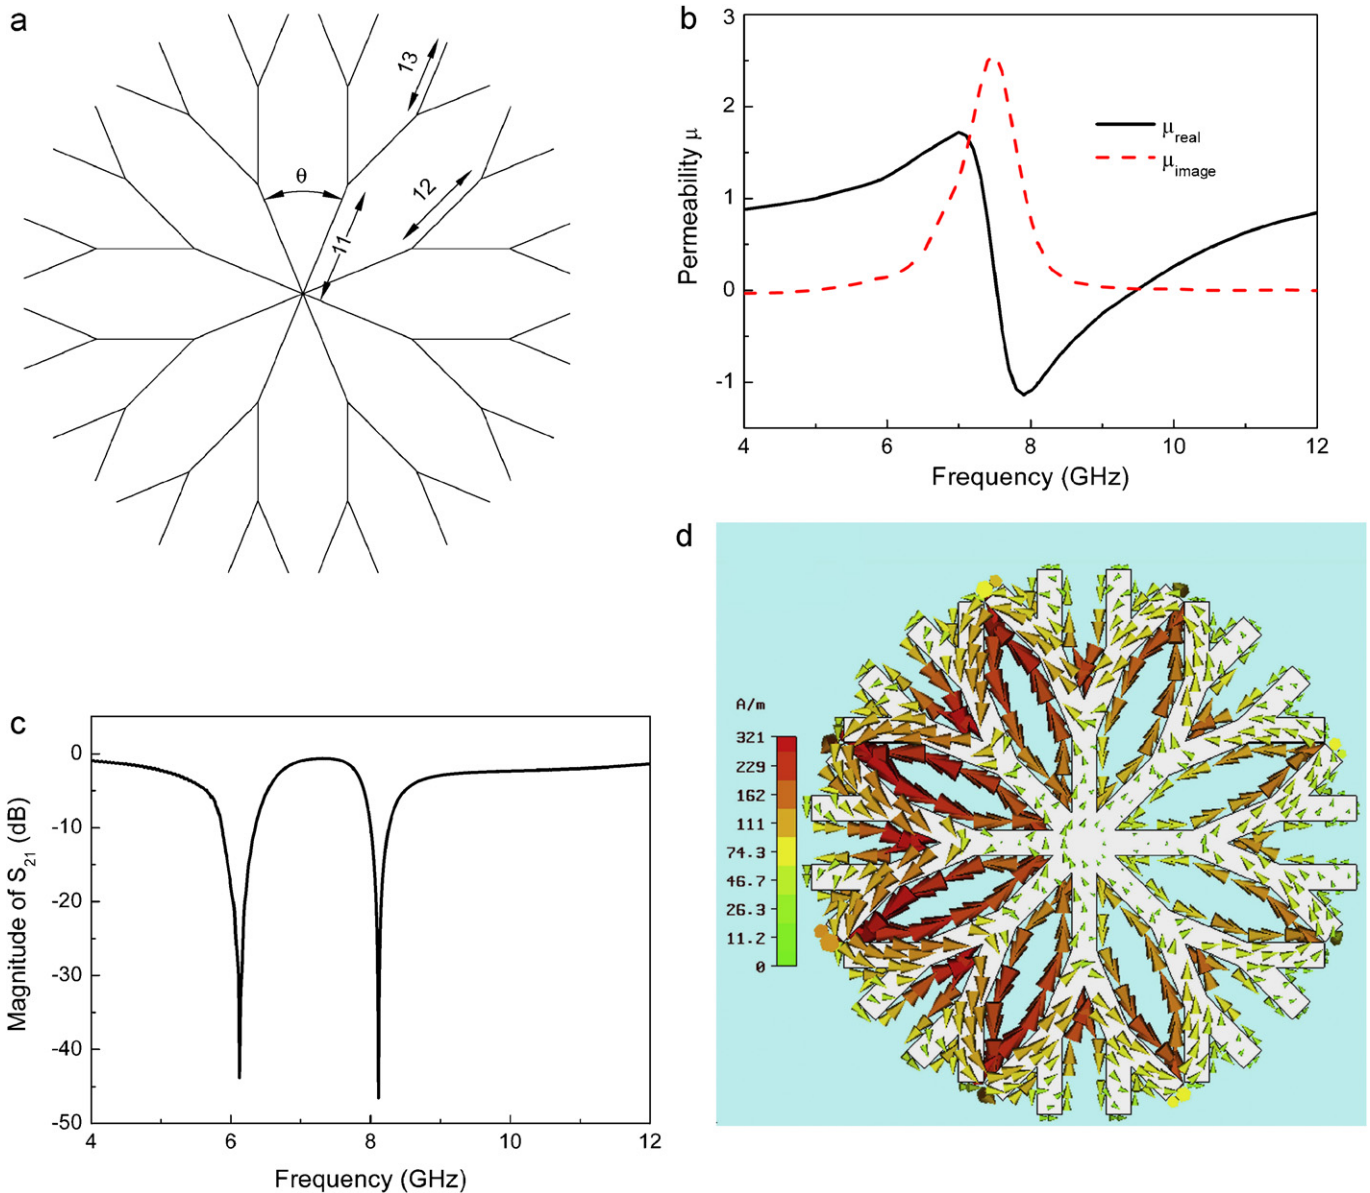 a
13
θ
12
11
b
3
2
1
0
-1
4
6
8
10
12
Permeability μ
Frequency (GHz)
μreal
μimage
c
0
-10
-20
-30
-40
-50
4
6
8
10
12
Magnitude of S21 (dB)
Frequency (GHz)
d
A/m
321
229
162
111
74.3
46.7
26.3
11.2
0